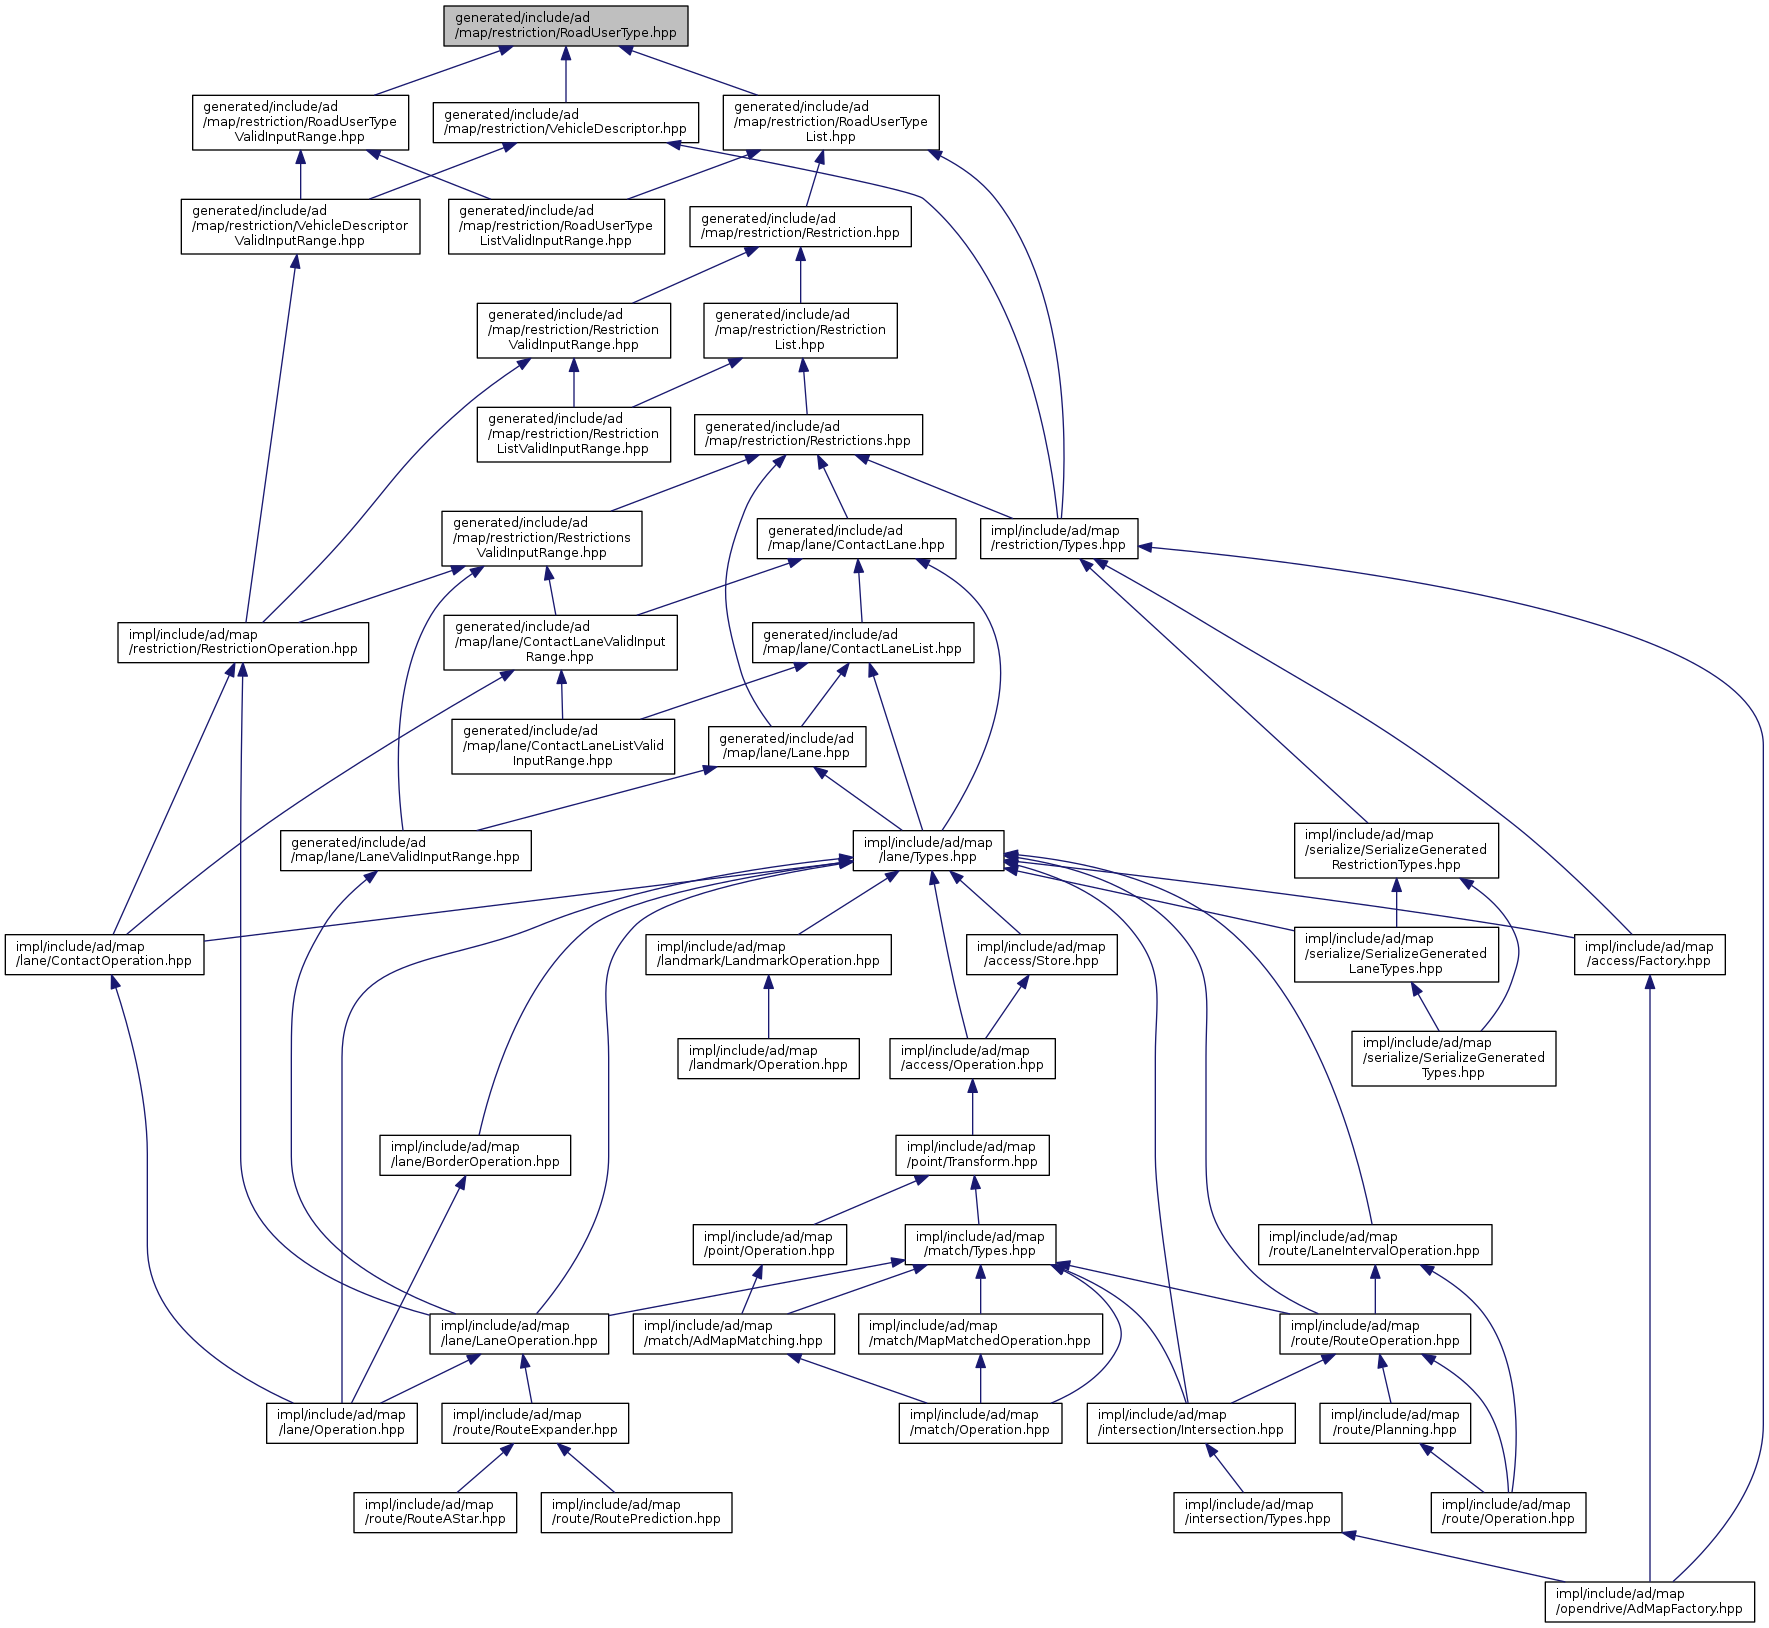 generated/include/ad
/map/restriction/RoadUserType.hpp
generated/include/ad
/map/restriction/RoadUserType
ValidInputRange.hpp
generated/include/ad
/map/restriction/VehicleDescriptor.hpp
generated/include/ad
/map/restriction/RoadUserType
List.hpp
generated/include/ad
/map/restriction/VehicleDescriptor
ValidInputRange.hpp
generated/include/ad
/map/restriction/RoadUserType
ListValidInputRange.hpp
generated/include/ad
/map/restriction/Restriction.hpp
generated/include/ad
/map/restriction/Restriction
ValidInputRange.hpp
generated/include/ad
/map/restriction/Restriction
List.hpp
generated/include/ad
/map/restriction/Restriction
ListValidInputRange.hpp
generated/include/ad
/map/restriction/Restrictions.hpp
generated/include/ad
/map/restriction/Restrictions
ValidInputRange.hpp
generated/include/ad
/map/lane/ContactLane.hpp
impl/include/ad/map
/restriction/Types.hpp
impl/include/ad/map
/restriction/RestrictionOperation.hpp
generated/include/ad
/map/lane/ContactLaneValidInput
Range.hpp
generated/include/ad
/map/lane/ContactLaneList.hpp
generated/include/ad
/map/lane/ContactLaneListValid
InputRange.hpp
generated/include/ad
/map/lane/Lane.hpp
generated/include/ad
/map/lane/LaneValidInputRange.hpp
impl/include/ad/map
/lane/Types.hpp
impl/include/ad/map
/serialize/SerializeGenerated
RestrictionTypes.hpp
impl/include/ad/map
/lane/ContactOperation.hpp
impl/include/ad/map
/landmark/LandmarkOperation.hpp
impl/include/ad/map
/access/Store.hpp
impl/include/ad/map
/serialize/SerializeGenerated
LaneTypes.hpp
impl/include/ad/map
/access/Factory.hpp
impl/include/ad/map
/landmark/Operation.hpp
impl/include/ad/map
/access/Operation.hpp
impl/include/ad/map
/serialize/SerializeGenerated
Types.hpp
impl/include/ad/map
/lane/BorderOperation.hpp
impl/include/ad/map
/point/Transform.hpp
impl/include/ad/map
/point/Operation.hpp
impl/include/ad/map
/match/Types.hpp
impl/include/ad/map
/route/LaneIntervalOperation.hpp
impl/include/ad/map
/lane/LaneOperation.hpp
impl/include/ad/map
/match/AdMapMatching.hpp
impl/include/ad/map
/match/MapMatchedOperation.hpp
impl/include/ad/map
/route/RouteOperation.hpp
impl/include/ad/map
/lane/Operation.hpp
impl/include/ad/map
/route/RouteExpander.hpp
impl/include/ad/map
/match/Operation.hpp
impl/include/ad/map
/intersection/Intersection.hpp
impl/include/ad/map
/route/Planning.hpp
impl/include/ad/map
/route/RouteAStar.hpp
impl/include/ad/map
/route/RoutePrediction.hpp
impl/include/ad/map
/intersection/Types.hpp
impl/include/ad/map
/route/Operation.hpp
impl/include/ad/map
/opendrive/AdMapFactory.hpp